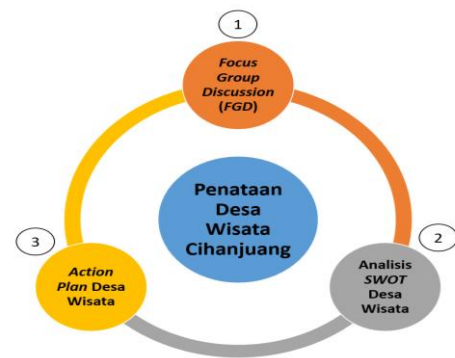 1
Focus
Group
Discussion
(FGD)
Penataan
Desa
Wisata
Cihanjuang
2
Analisis
SWOT
Desa
Wisata
3
Action
Plan Desa
Wisata